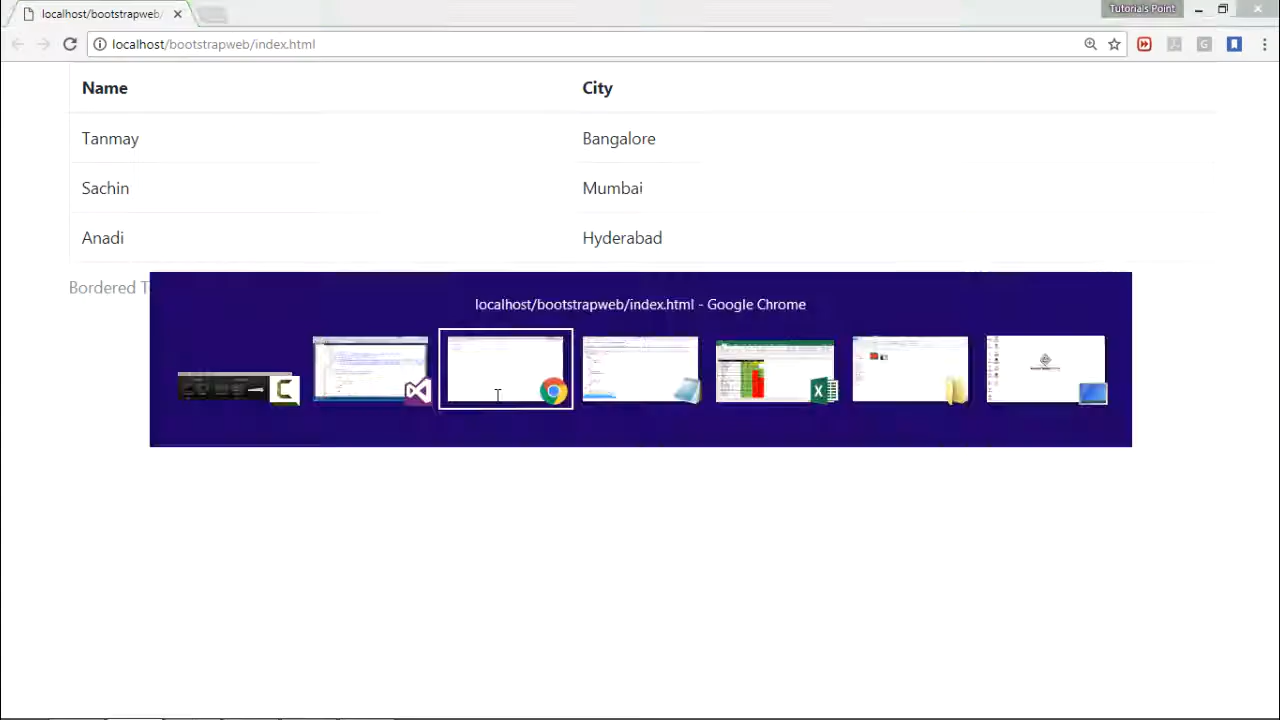 localhost/bootstrapweb/
Tutorials Point
localhost/bootstrapweb/index.html
Name City
Tanmay Bangalore
Sachin Mumbai
Anadi Hyderabad
Bordered
localhost/bootstrapweb/index.html - Google Chrome